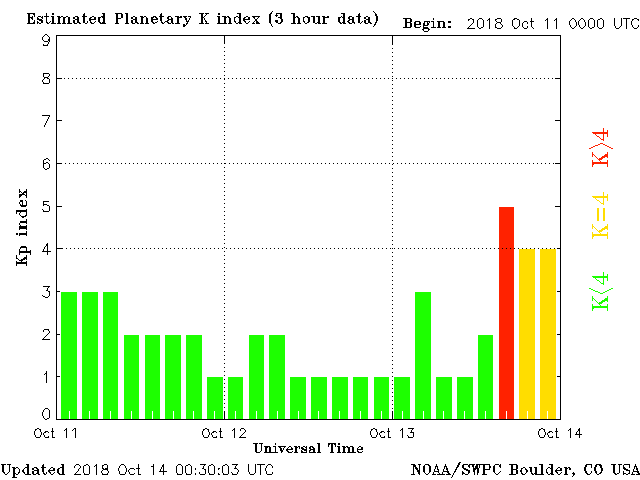 Estimated Planetary K index (3 hour data) Begin: 2018 Oct 11 0000 UTC
9
8
7
6
5
4
3
2
1
0
Kp index
K>4
K=4
K<4
Oct 11 Oct 12 Oct 13 Oct 14
Universal Time
Updated 2018 Oct 14 00:30:03 UTC NOAA/SWPC Boulder, CO USA